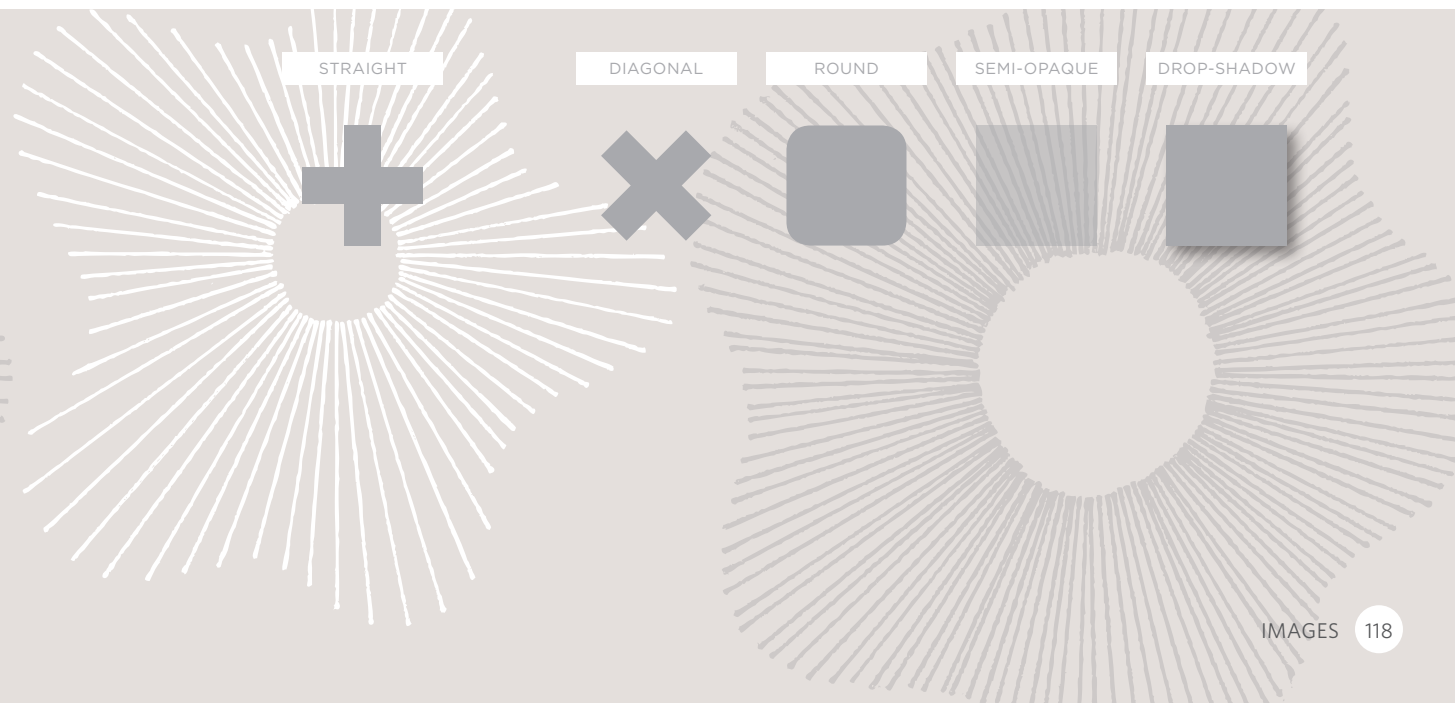 STRAIGHT
DIAGONAL
ROUND
SEMI-OPAQUE
DROP-SHADOW
IMAGES 118